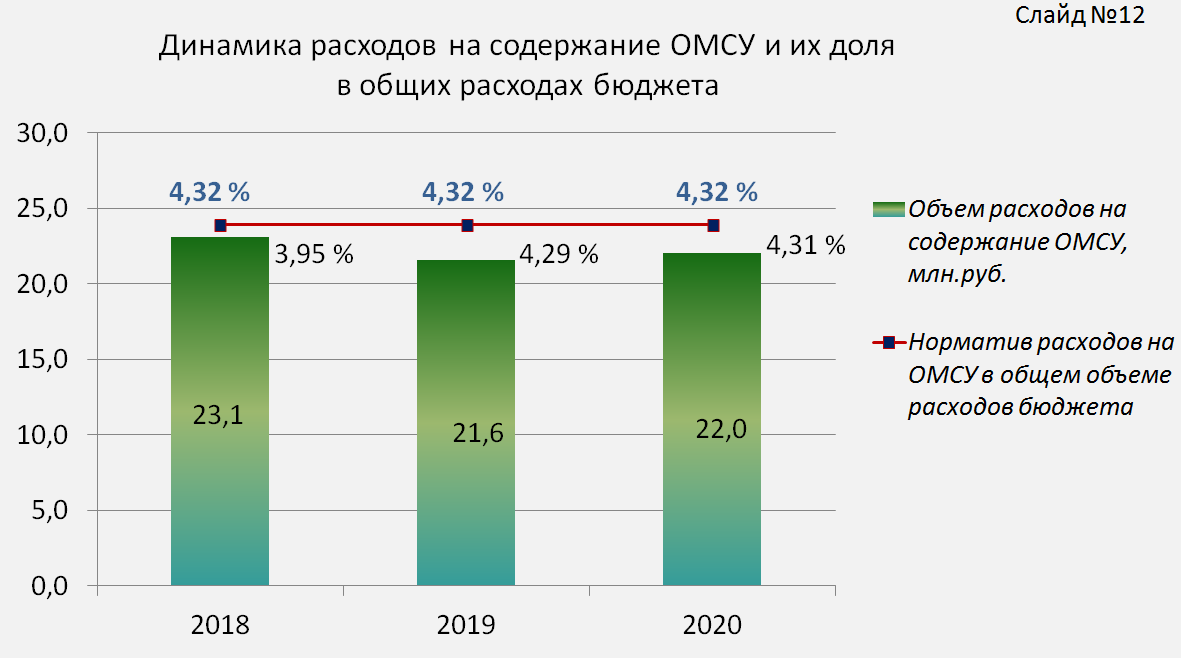 Слайд №12
Динамика расходов на содержание ОМСУ и их доля
в общих расходах бюджета
30,0
25,0
20,0
15,0
10,0
5,0
0,0
4,32 %
4,32 %
4,32 %
3,95 %
4,29 %
4,31 %
23,1
21,6
22,0
2018
2019
2020
Объем расходов на
содержание ОМСУ,
млн.руб.
Норматив расходов на
ОМСУ в общем объеме
расходов бюджета